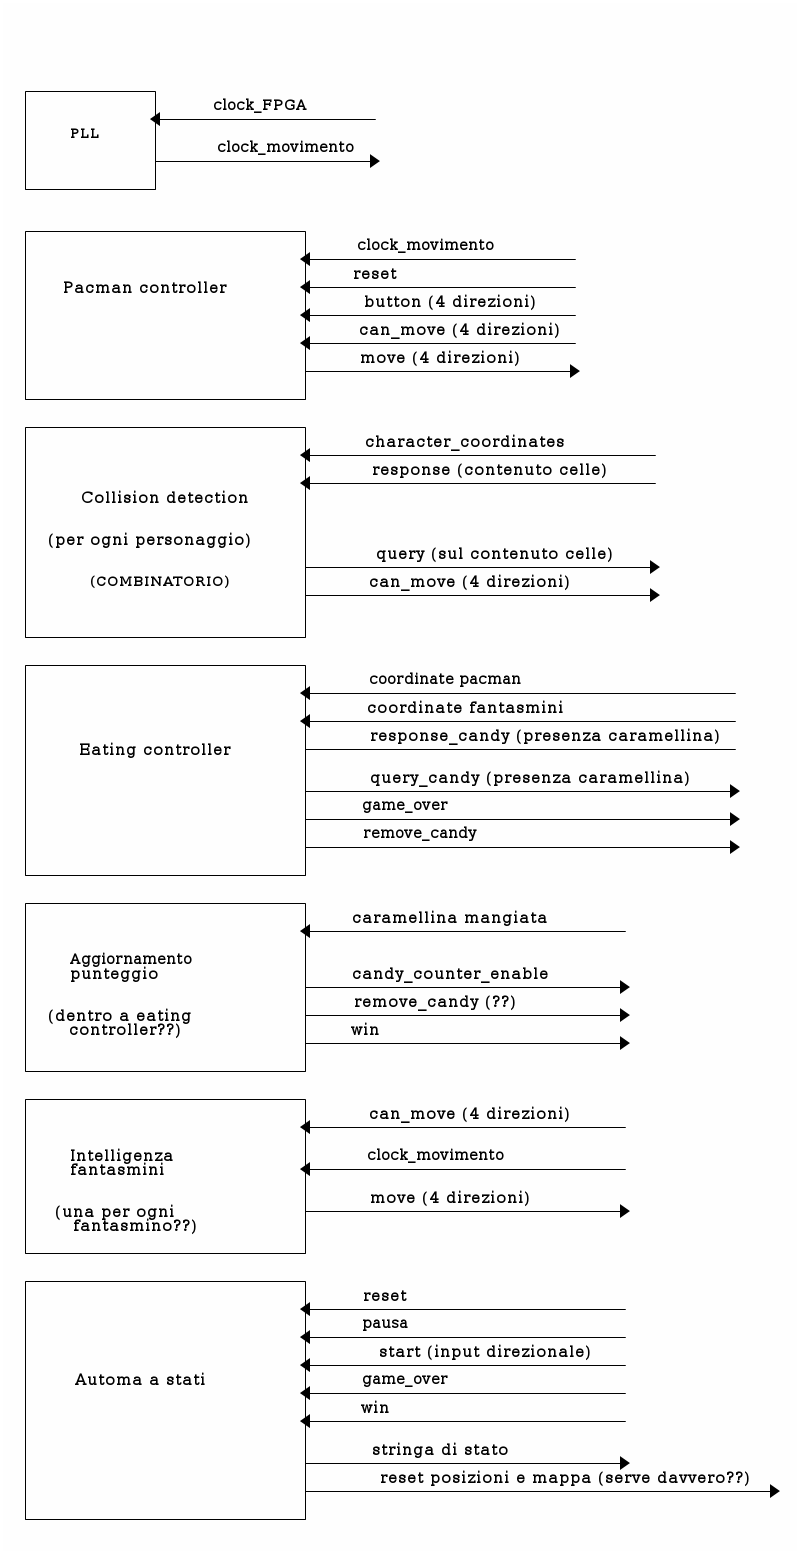 clock_FPGA
PLL
clock_movimento
clock_movimento
reset
Pacman controller
button (4 direzioni)
can_move (4 direzioni)
move (4 direzioni)
character_coordinates
response (contenuto celle)
Collision detection
(per ogni personaggio)
query (sul contenuto celle)
(COMBINATORIO)
can_move (4 direzioni)
coordinate pacman
coordinate fantasmini
response_candy (presenza caramellina)
Eating controller
query_candy (presenza caramellina)
game_over
remove_candy
caramellina mangiata
Aggiornamento
punteggio
candy_counter_enable
remove_candy (??)
(dentro a eating
controller??)
win
can_move (4 direzioni)
Intelligenza
fantasmini
clock_movimento
move (4 direzioni)
(una per ogni
fantasmino??)
reset
pausa
start (input direzionale)
Automa a stati
game_over
win
stringa di stato
reset posizioni e mappa (serve davvero??)